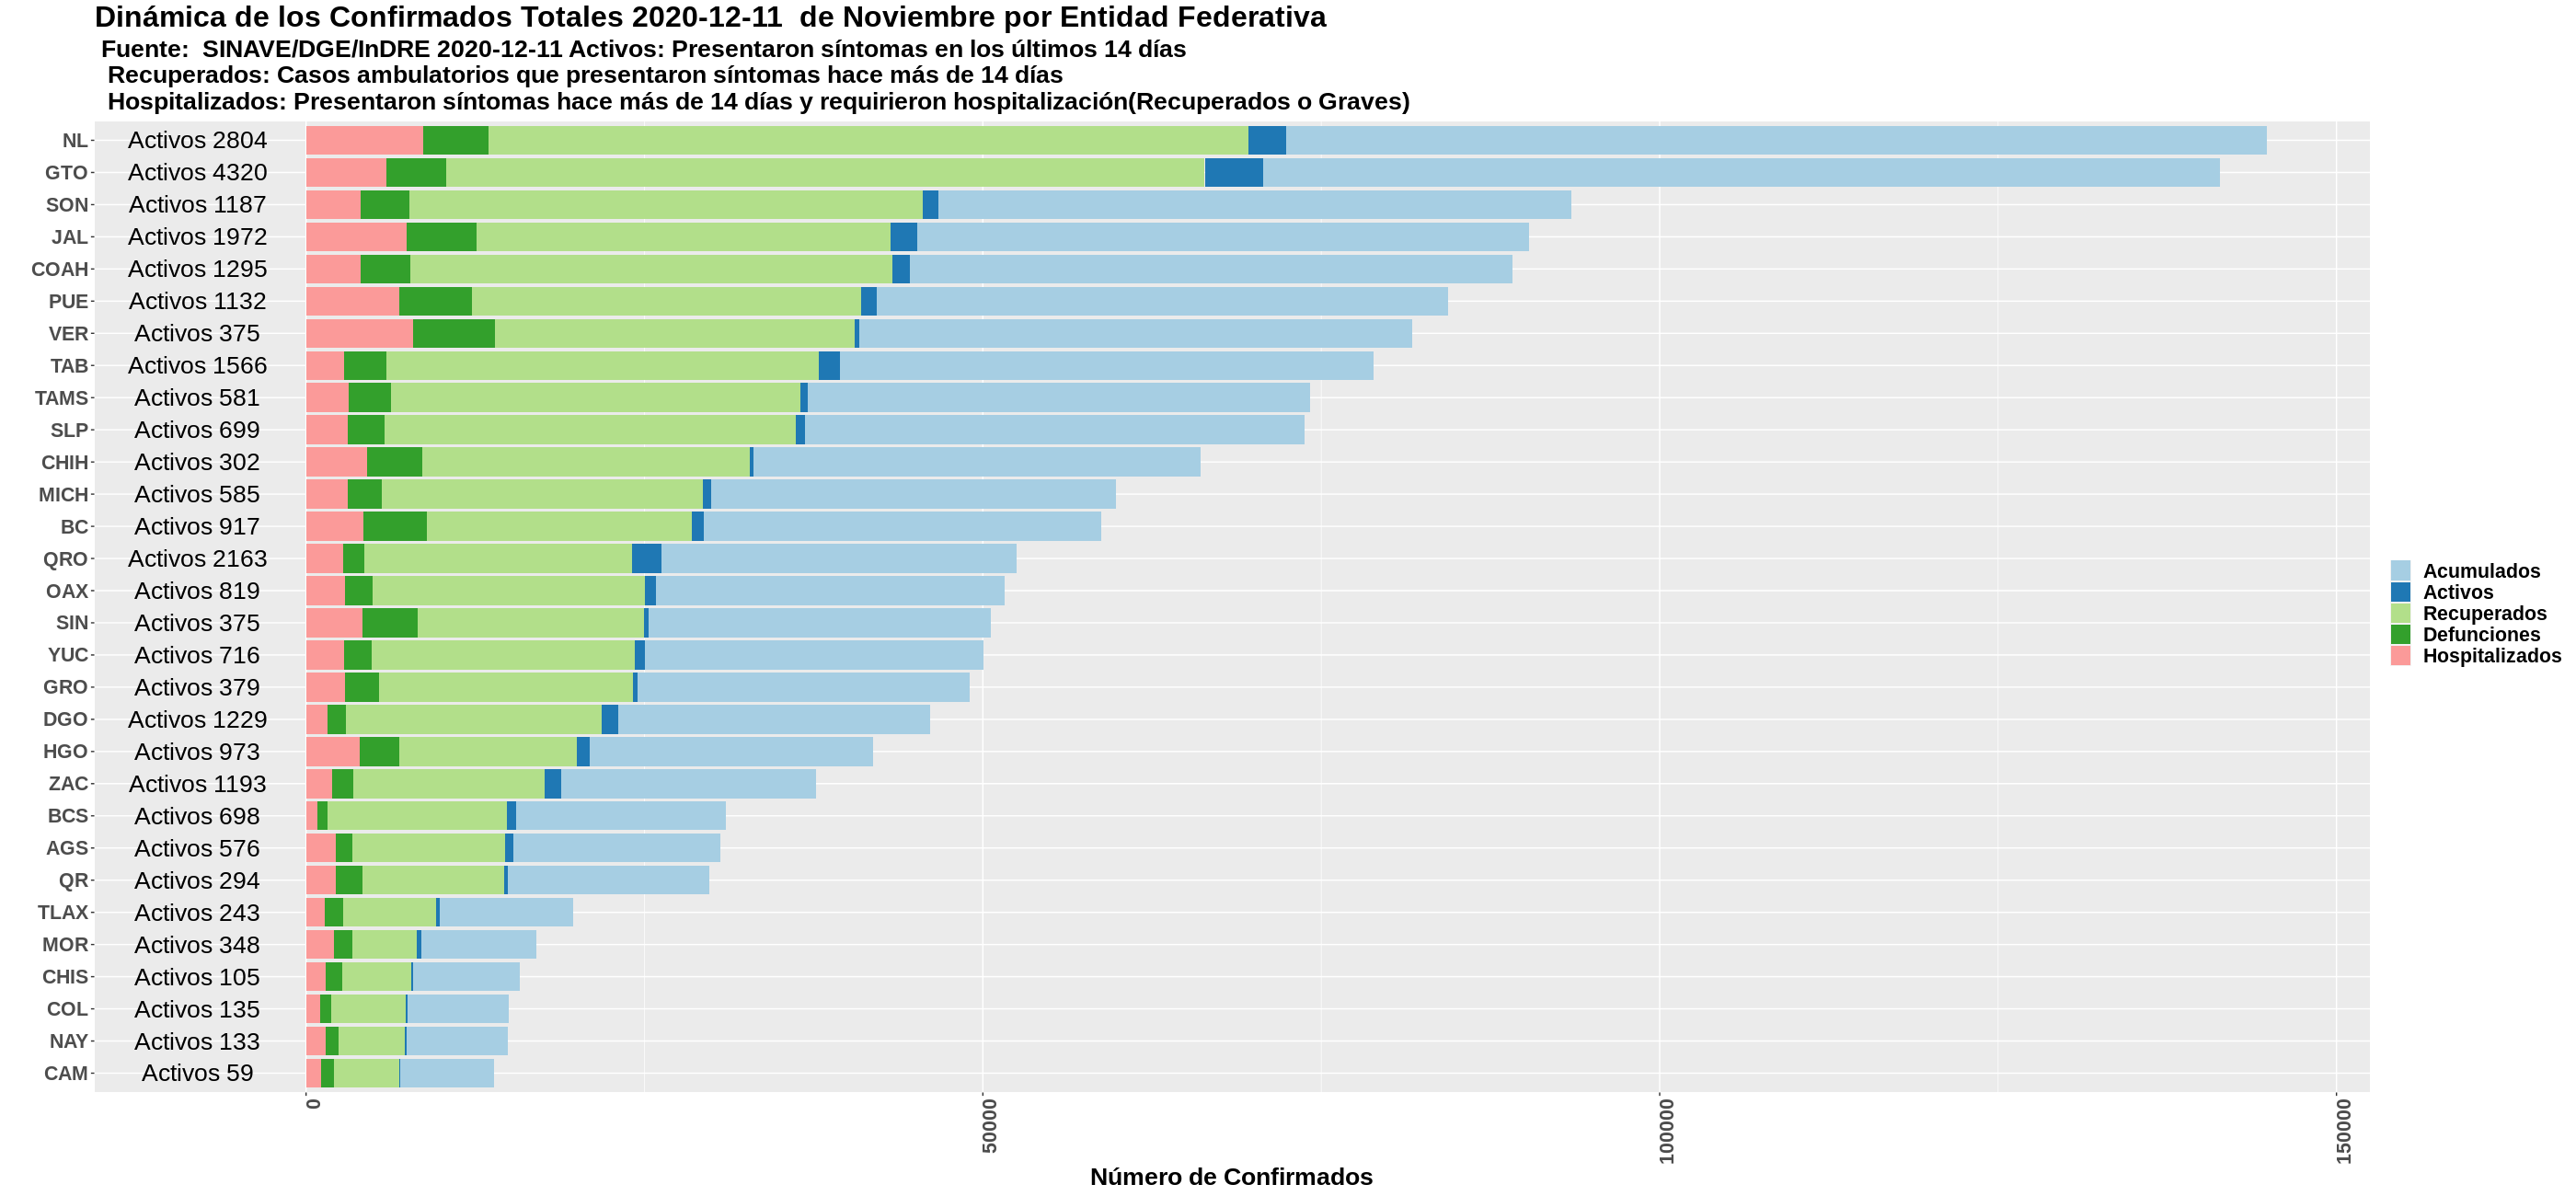 Dinámica de los Confirmados Totales 2020-12-11  de Noviembre por Entidad Federativa
Fuente:  SINAVE/DGE/InDRE 2020-12-11 Activos: Presentaron síntomas en los últimos 14 días
Recuperados: Casos ambulatorios que presentaron síntomas hace más de 14 días
Hospitalizados: Presentaron síntomas hace más de 14 días y requirieron hospitalización(Recuperados o Graves)
NL Activos 2804
GTO Activos 4320
SON Activos 1187
JAL Activos 1972
COAH Activos 1295
PUE Activos 1132
VER Activos 375
TAB Activos 1566
TAMS Activos 581
SLP Activos 699
CHIH Activos 302
MICH Activos 585
BC Activos 917
QRO Activos 2163
OAX Activos 819
SIN Activos 375
YUC Activos 716
GRO Activos 379
DGO Activos 1229
HGO Activos 973
ZAC Activos 1193
BCS Activos 698
AGS Activos 576
QR Activos 294
TLAX Activos 243
MOR Activos 348
CHIS Activos 105
COL Activos 135
NAY Activos 133
CAM Activos 59
0 50000 100000 150000
Número de Confirmados
Acumulados
Activos
Recuperados
Defunciones
Hospitalizados